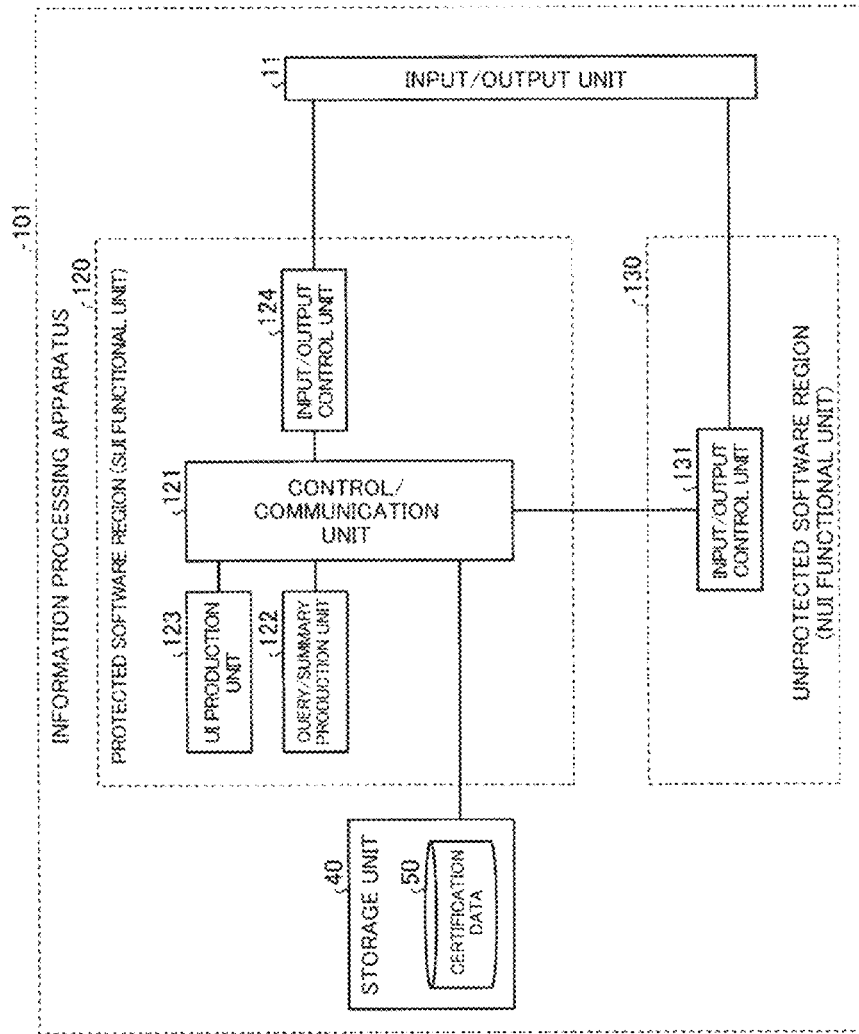 101
INFORMATION PROCESSING APPARATUS
120
PROTECTED SOFTWARE REGION (SUI FUNCTIONAL UNIT)
123
UI PRODUCTION
UNIT
122
QUERY/SUMMARY
PRODUCTION UNIT
121
CONTROL/
COMMUNICATION
UNIT
124
INPUT/OUTPUT
CONTROL UNIT
11
INPUT/OUTPUT UNIT
40
STORAGE UNIT
50
CERTIFICATION
DATA
130
131
INPUT/OUTPUT
CONTROL UNIT
UNPROTECTED SOFTWARE REGION
(NUI FUNCTIONAL UNIT)